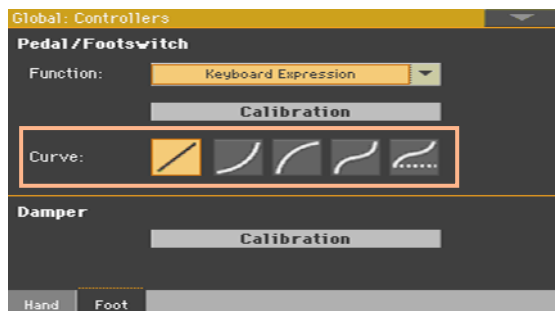 Global: Controllers
Pedal/Footswitch
Function: Keyboard Expression
Calibration
Curve:
Damper
Calibration
Hand Foot